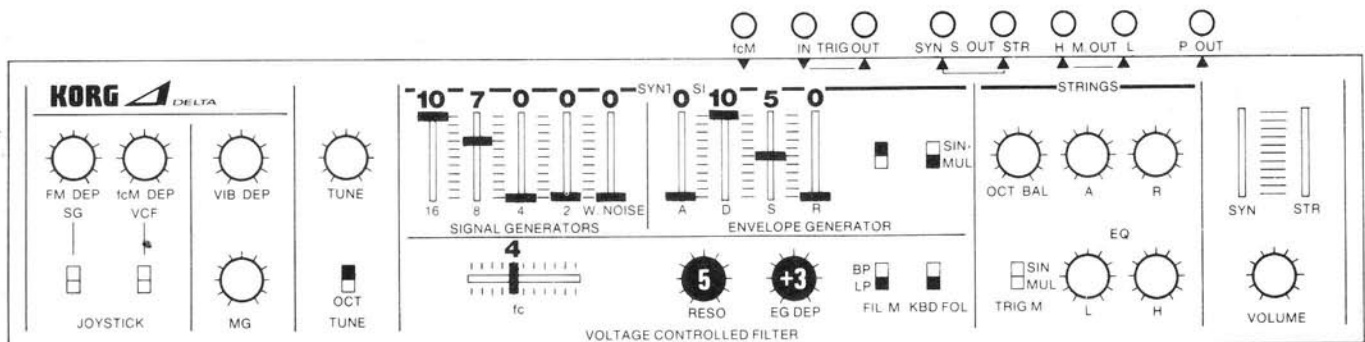 fcM IN TRIG OUT SYN S. OUT STR H M. OUT L P OUT
KORG DELTA
10 7 0 0 0 SYNT SI 0 10 5 0
STRINGS
SIN-
MUL
FM DEP fcM DEP VIB DEP TUNE
OCT BAL A R
16 8 4 2 W. NOISE A D S R
SYN STR
SG VCF
SIGNAL GENERATORS ENVELOPE GENERATOR
EQ
4
5 +3
BP
LP
SIN
MUL
fc
RESO EG DEP FIL M KBD FOL
TRIG M L H
OCT
JOYSTICK MG TUNE
VOLUME
VOLTAGE CONTROLLED FILTER